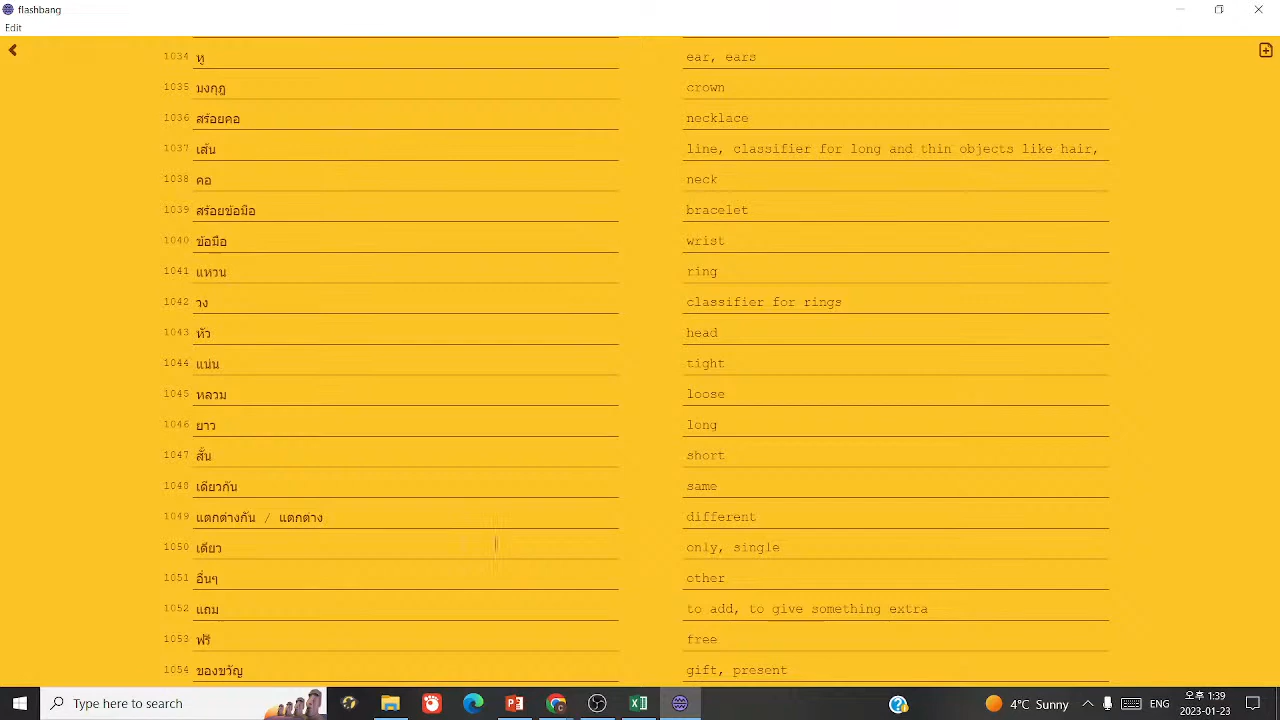 flashbang
Edit
1034 หู ear, ears
1035 มงกุฎ crown
1036 สร้อยคอ necklace
1037 เส้น line, classifier for long and thin objects like hair,
1038 คอ neck
1039 สร้อยข้อมือ bracelet
1040 ข้อมือ wrist
1041 แหวน ring
1042 วง classifier for rings
1043 หัว head
1044 แน่น tight
1045 หลวม loose
1046 ยาว long
1047 สั้น short
1048 เดียวกัน same
1049 แตกต่างกัน / แตกต่าง different
1050 เดียว only, single
1051 อื่นๆ other
1052 แถม to add, to give something extra
1053 ฟรี free
1054 ของขวัญ gift, present
Type here to search
4°C Sunny
ENG
오후 1:39
2023-01-23